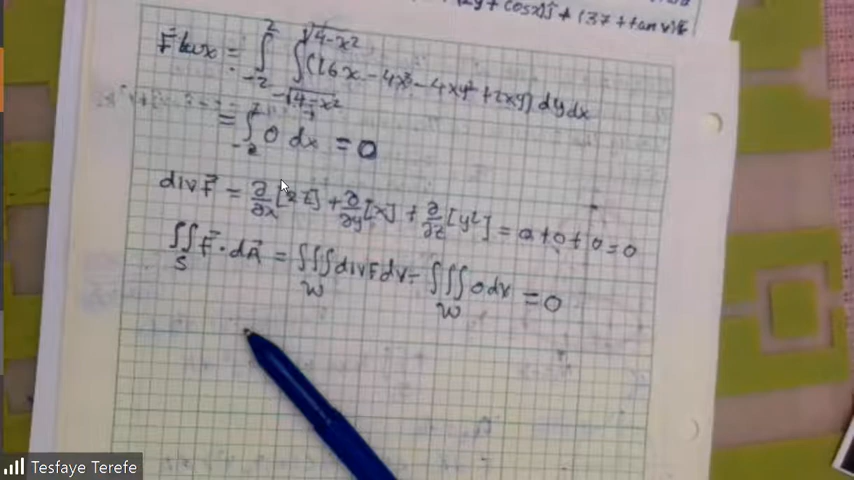 (2y + cosx)j + (3z + tan y)k
Flux = ∫_{-2}^{2} ∫_{-√(4-x²)}^{√(4-x²)} (16x - 4x³ - 4xy² + 2xy) dy dx
= ∫_{-2}^{2} 0 dx = 0
div F⃗ = ∂/∂x [2z] + ∂/∂y [x] + ∂/∂z [y²] = 0 + 0 + 0 = 0
∬_S F⃗ · dA⃗ = ∭_W div F dV = ∭_W 0 dV = 0
Tesfaye Terefe